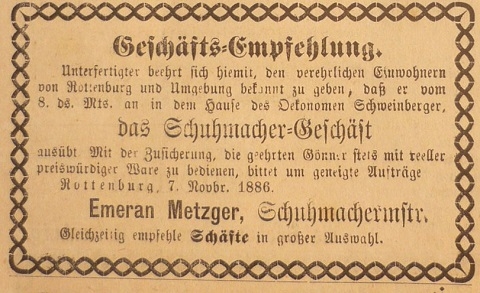 Geschäfts-Empfehlung.
Unterfertigter beehrt sich hiemit, den verehrlichen Einwohnern
von Rottenburg und Umgebung bekannt zu geben, daß er vom
8. ds. Mts. an in dem Hause des Oekonomen Schweinberger,
das Schuhmacher-Geschäft
ausübt. Mit der Zusicherung, die geehrten Gönner stets mit reeller
preiswürdiger Ware zu bedienen, bittet um geneigte Aufträge
Rottenburg, 7. Novbr. 1886.
Emeran Metzger, Schuhmachermstr.
Gleichzeitig empfehle Schäfte in großer Auswahl.